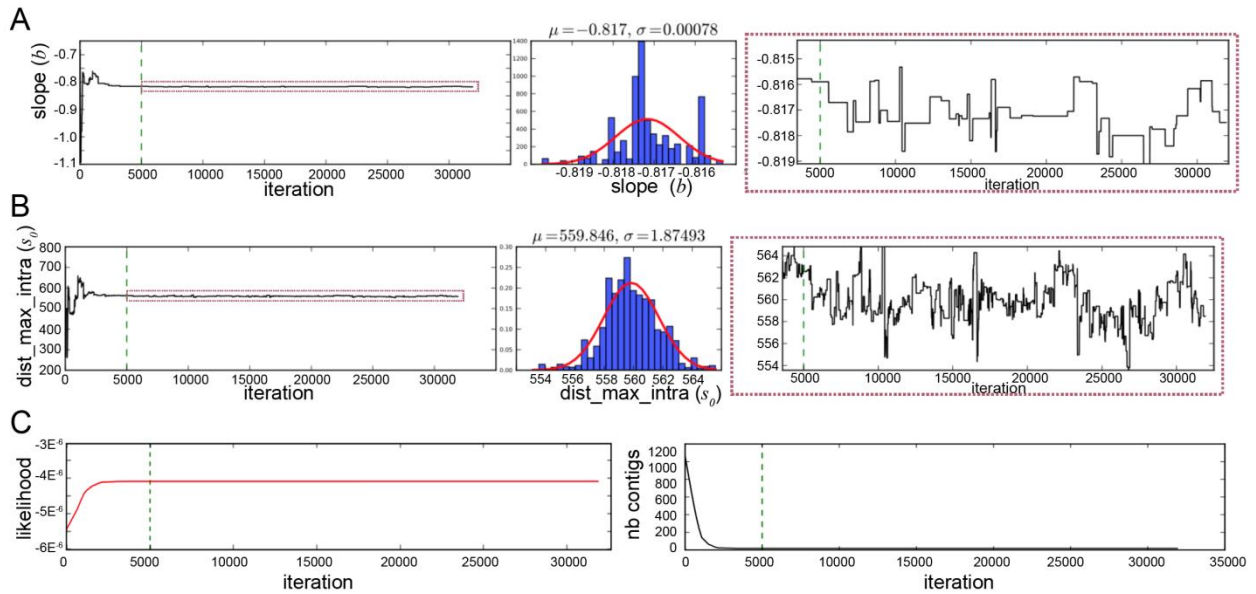 A
μ=−0.817, σ=0.00078
slope (b)
-0.7
-0.8
-0.9
-1.0
-1.1
0 5000 10000 15000 20000 25000 30000
iteration
1400
1200
1000
800
600
400
200
0
-0.819 -0.818 -0.817 -0.816
slope (b)
-0.815
-0.816
-0.817
-0.818
-0.819
5000 10000 15000 20000 25000 30000
iteration
B
μ=559.846, σ=1.87493
dist_max_intra (s0)
800
700
600
500
400
300
200
0 5000 10000 15000 20000 25000 30000
iteration
0.30
0.25
0.20
0.15
0.10
0.05
0.00
554 556 558 560 562 564
dist_max_intra (s0)
564
562
560
558
556
554
5000 10000 15000 20000 25000 30000
iteration
C
likelihood
-3E-6
-4E-6
-5E-6
-6E-6
0 5000 10000 15000 20000 25000 30000
iteration
nb contigs
1200
1000
800
600
400
200
0
0 5000 10000 15000 20000 25000 30000 35000
iteration